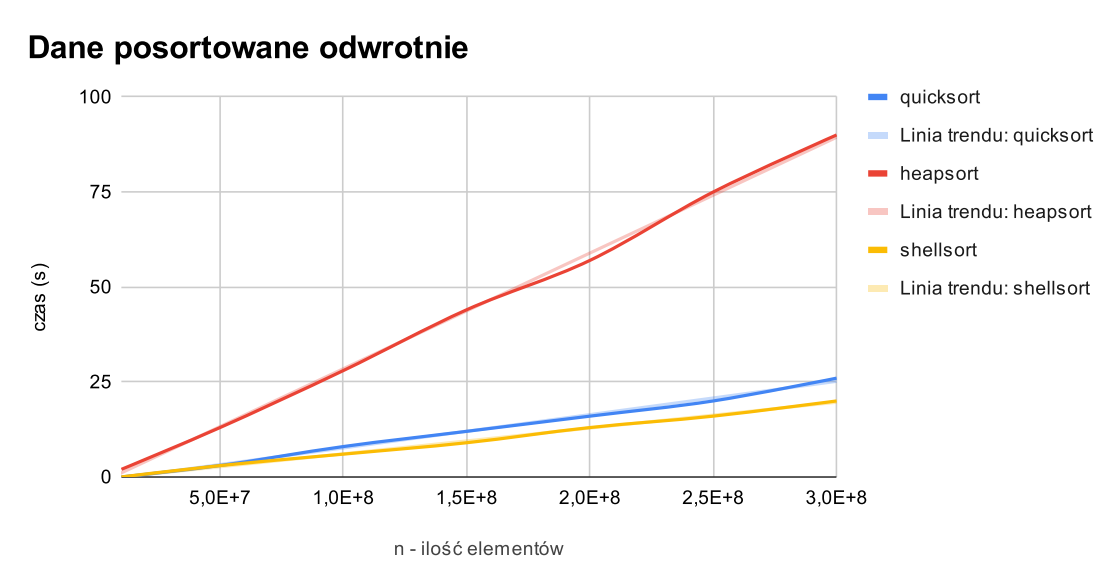 Dane posortowane odwrotnie
100
75
50
25
0
czas (s)
5,0E+7
1,0E+8
1,5E+8
2,0E+8
2,5E+8
3,0E+8
n - ilość elementów
quicksort
Linia trendu: quicksort
heapsort
Linia trendu: heapsort
shellsort
Linia trendu: shellsort